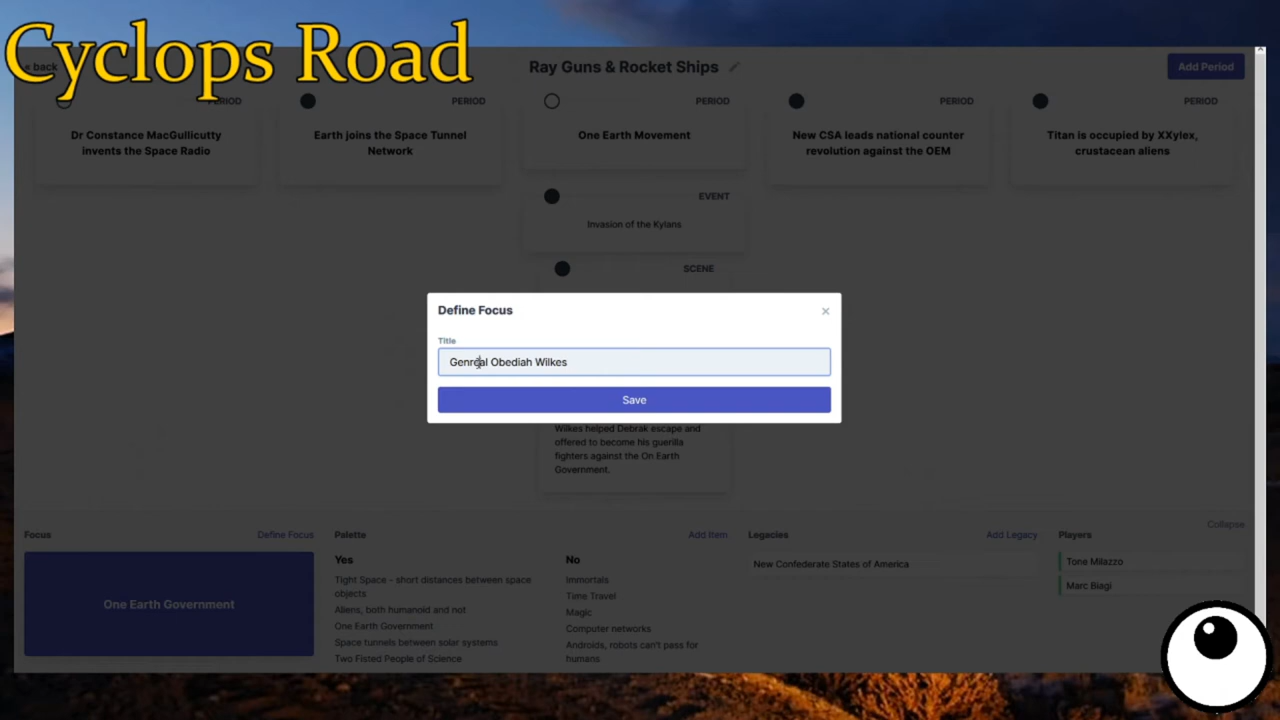 Cyclops Road
« back
Ray Guns & Rocket Ships
Add Period
PERIOD
Dr Constance MacGullicutty
invents the Space Radio
PERIOD
Earth joins the Space Tunnel
Network
PERIOD
One Earth Movement
PERIOD
New CSA leads national counter
revolution against the OEM
PERIOD
Titan is occupied by XXylex,
crustacean aliens
EVENT
Invasion of the Kylans
SCENE
Define Focus
×
Title
Genreal Obediah Wilkes
Save
Wilkes helped Debrak escape and
offered to become his guerilla
fighters against the On Earth
Government.
Collapse
Focus
Define Focus
One Earth Government
Palette
Add Item
Yes
Tight Space - short distances between space
objects
Aliens, both humanoid and not
One Earth Government
Space tunnels between solar systems
Two Fisted People of Science
No
Immortals
Time Travel
Magic
Computer networks
Androids, robots can't pass for
humans
Legacies
Add Legacy
New Confederate States of America
Players
Tone Milazzo
Marc Biagi